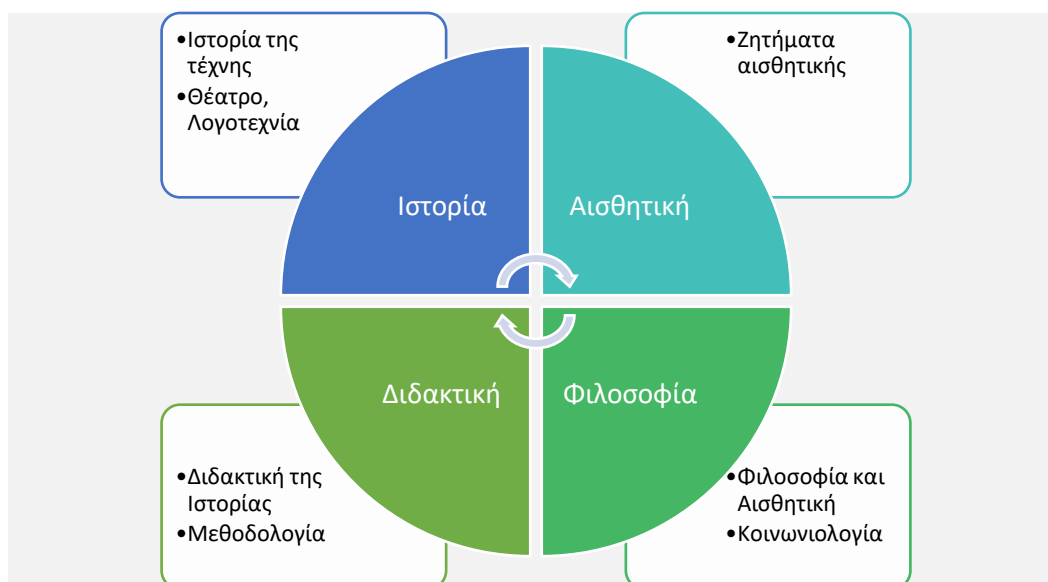 •Ιστορία της
τέχνης
•Θέατρο,
Λογοτεχνία
•Ζητήματα
αισθητικής
Ιστορία
Αισθητική
Διδακτική
Φιλοσοφία
•Διδακτική της
Ιστορίας
•Μεθοδολογία
•Φιλοσοφία και
Αισθητική
•Κοινωνιολογία